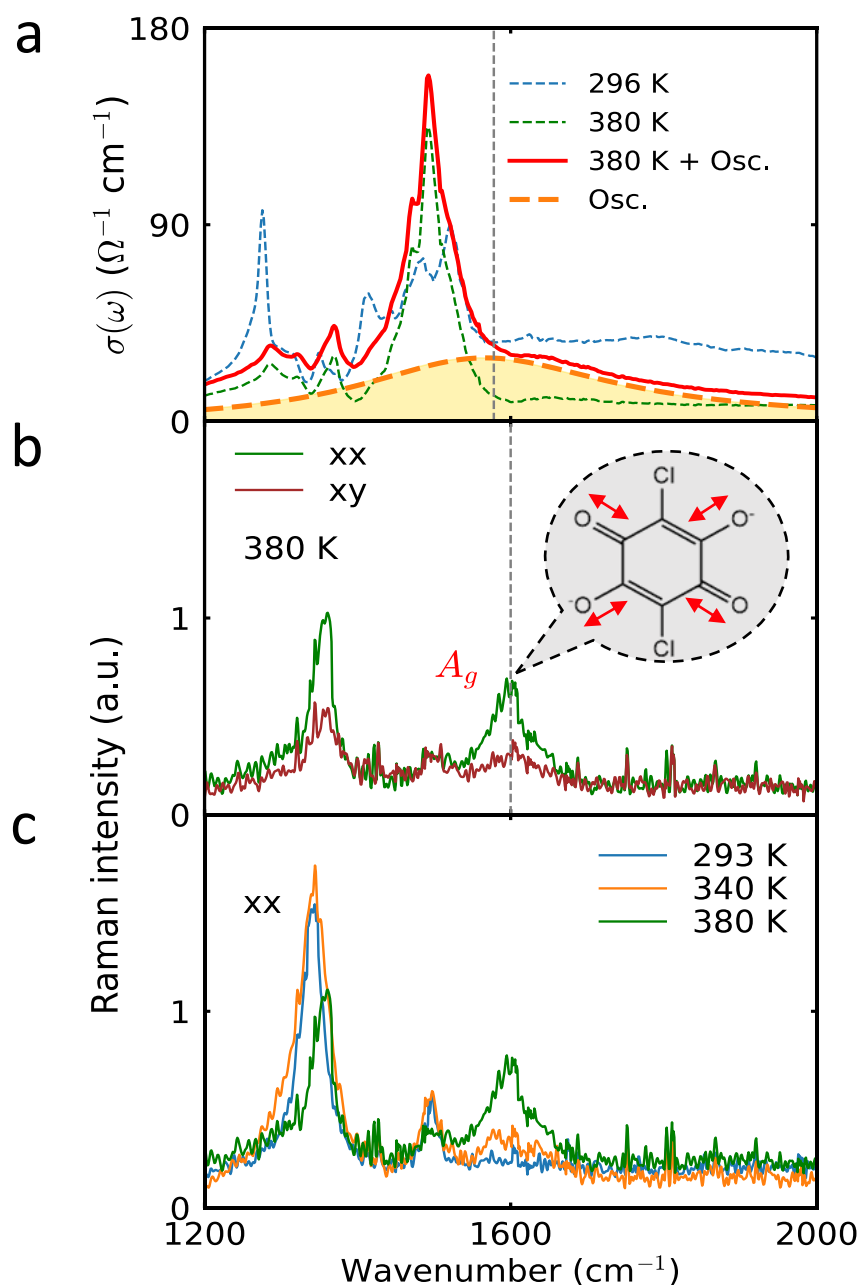 a
180
90
0
σ(ω) (Ω⁻¹ cm⁻¹)
296 K
380 K
380 K + Osc.
Osc.
b
xx
xy
380 K
1
0
A_g
Cl
O
O⁻
⁻O
O
Cl
Raman intensity (a.u.)
c
xx
293 K
340 K
380 K
1
0
1200
1600
2000
Wavenumber (cm⁻¹)